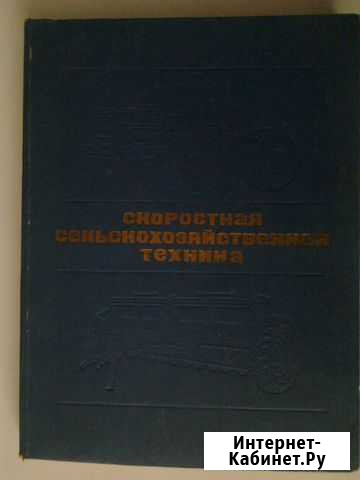 СКОРОСТНАЯ
СЕЛЬСКОХОЗЯЙСТВЕННАЯ
ТЕХНИКА
Интернет-
Кабинет.Ру